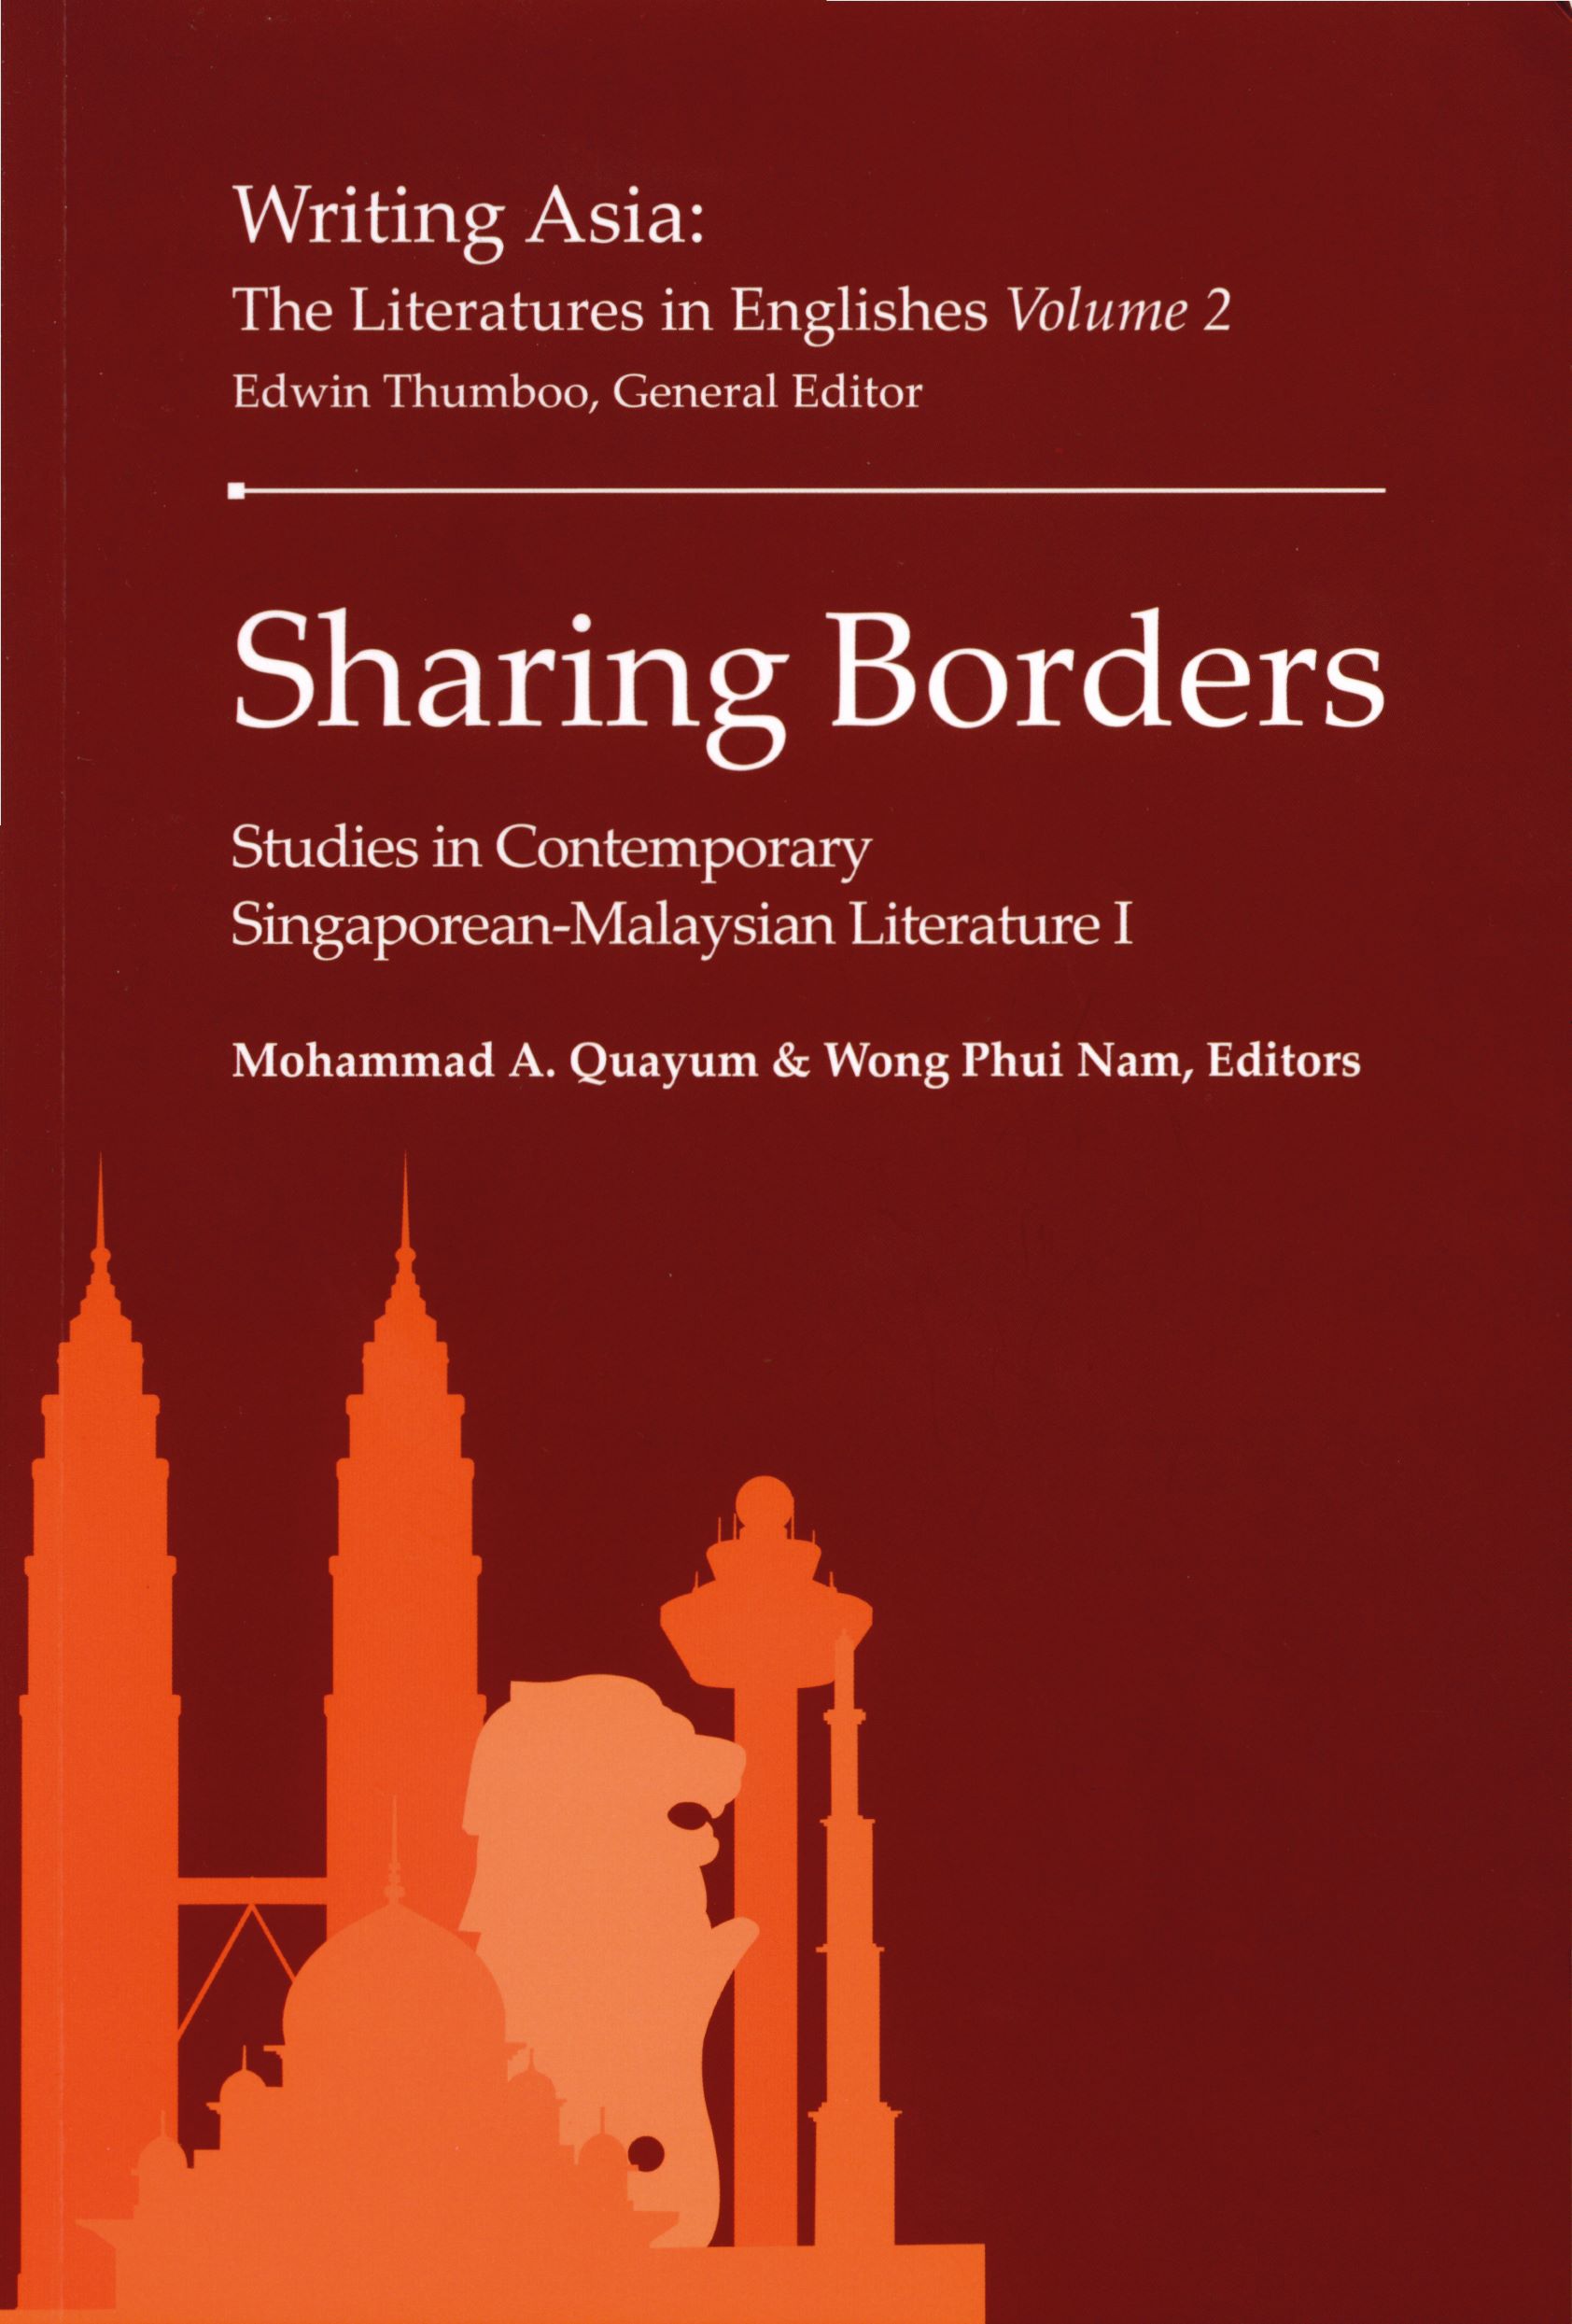 Writing Asia:
The Literatures in Englishes Volume 2
Edwin Thumboo, General Editor
Sharing Borders
Studies in Contemporary
Singaporean-Malaysian Literature I
Mohammad A. Quayum & Wong Phui Nam, Editors